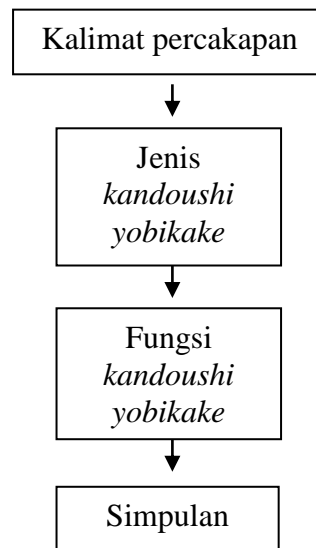 Kalimat percakapan
Jenis
kandoushi
yobikake
Fungsi
kandoushi
yobikake
Simpulan